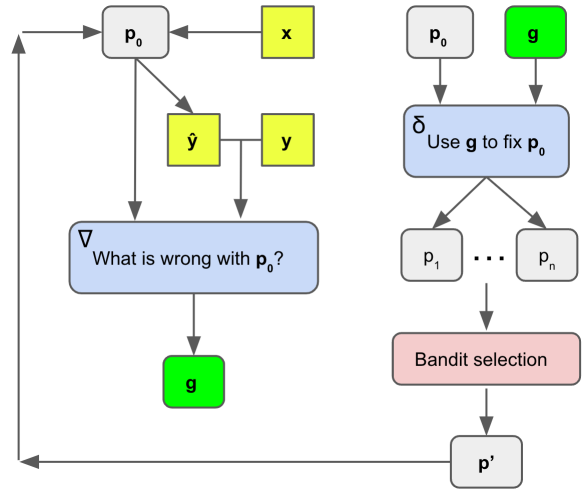 p₀
x
p₀
g
ŷ
y
δ
Use g to fix p₀
∇
What is wrong with p₀?
p₁
...
pₙ
g
Bandit selection
p’